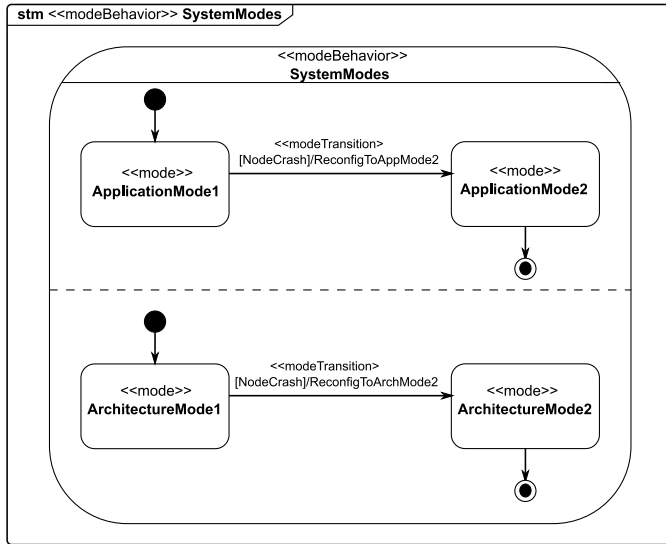 stm <<modeBehavior>> SystemModes
<<modeBehavior>>
SystemModes
<<modeTransition>
[NodeCrash]/ReconfigToAppMode2
<<mode>>
ApplicationMode1
<<mode>>
ApplicationMode2
<<modeTransition>
[NodeCrash]/ReconfigToArchMode2
<<mode>>
ArchitectureMode1
<<mode>>
ArchitectureMode2